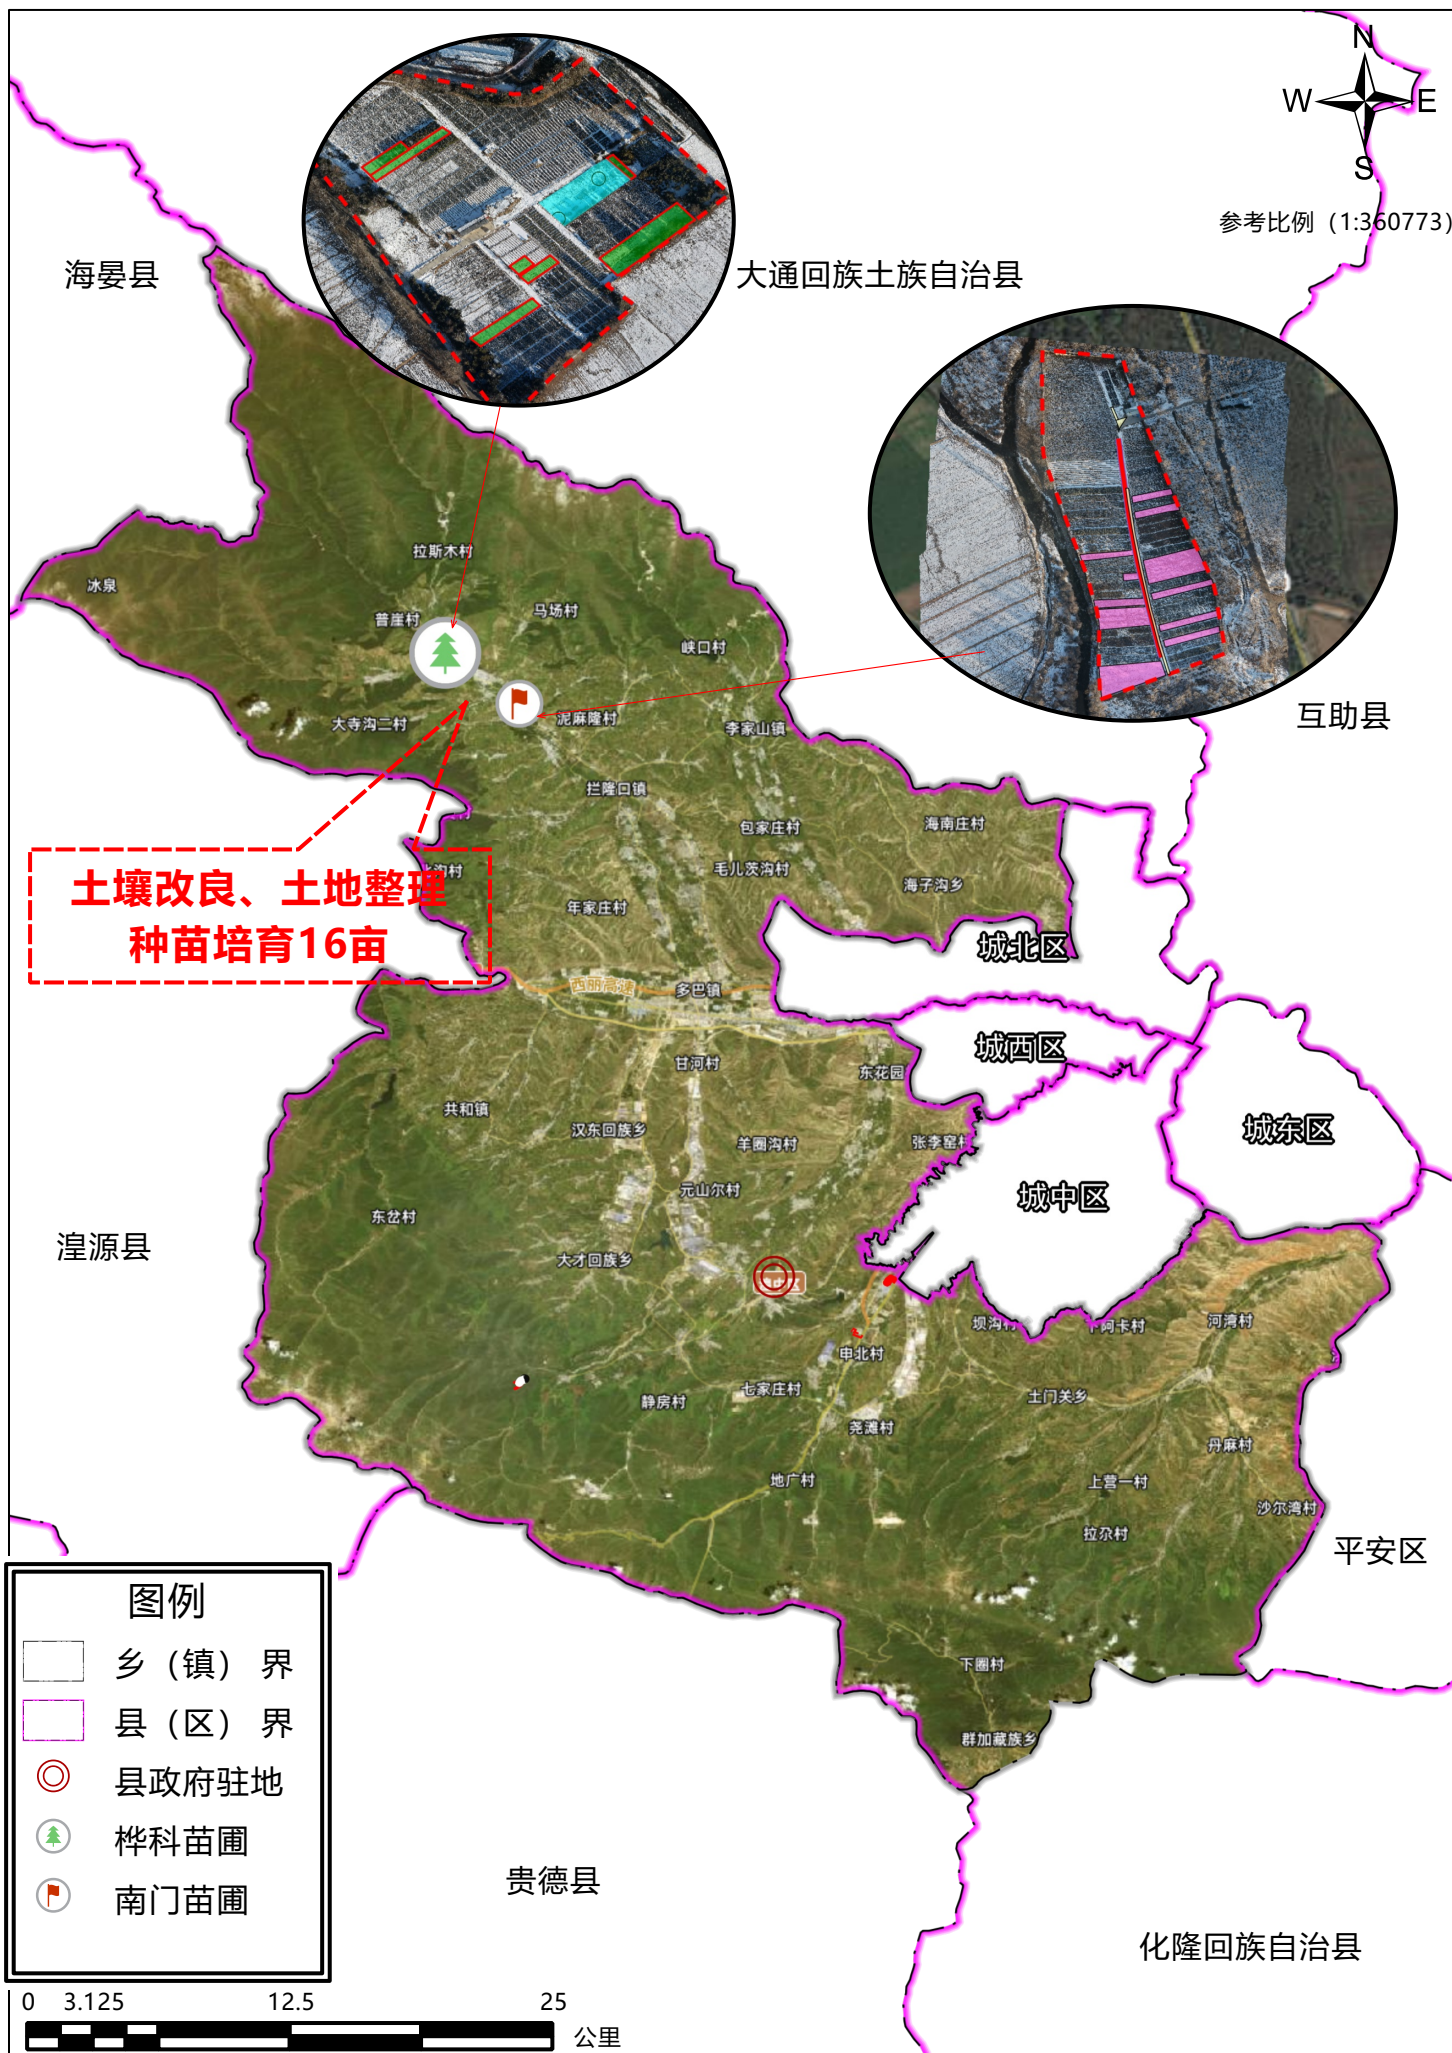 N
W
E
S
参考比例（1:360773）
海晏县
大通回族土族自治县
互助县
拉斯木村
冰泉
普崖村
马场村
峡口村
大寺沟二村
泥麻隆村
李家山镇
拦隆口镇
包家庄村
海南庄村
土壤改良、土地整理
种苗培育16亩
毛儿茨沟村
海子沟乡
年家庄村
城北区
西丽高速
多巴镇
城西区
甘河村
东花园
共和镇
汉东回族乡
羊圈沟村
张李窑村
城东区
元山尔村
城中区
东岔村
湟源县
大才回族乡
坝沟村
下阿卡村
河湾村
申北村
静房村
七家庄村
土门关乡
尧滩村
丹麻村
地广村
上营一村
沙尔湾村
拉尕村
平安区
下圈村
群加藏族乡
图例
乡（镇） 界
县（区） 界
县政府驻地
桦科苗圃
南门苗圃
贵德县
化隆回族自治县
0 3.125 12.5 25
公里